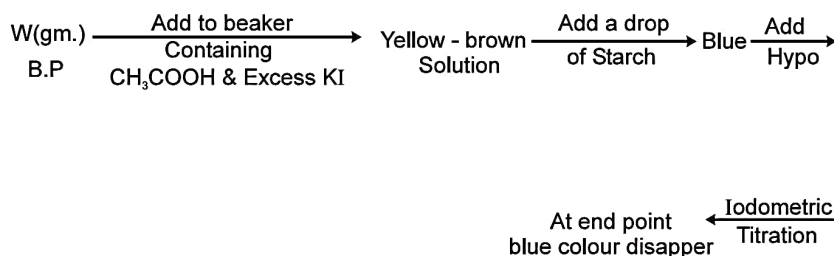 W(gm.)
B.P
Add to beaker
Containing
CH₃COOH & Excess KI
Yellow - brown
Solution
Add a drop
of Starch
Blue
Add
Hypo
Iodometric
Titration
At end point
blue colour disapper